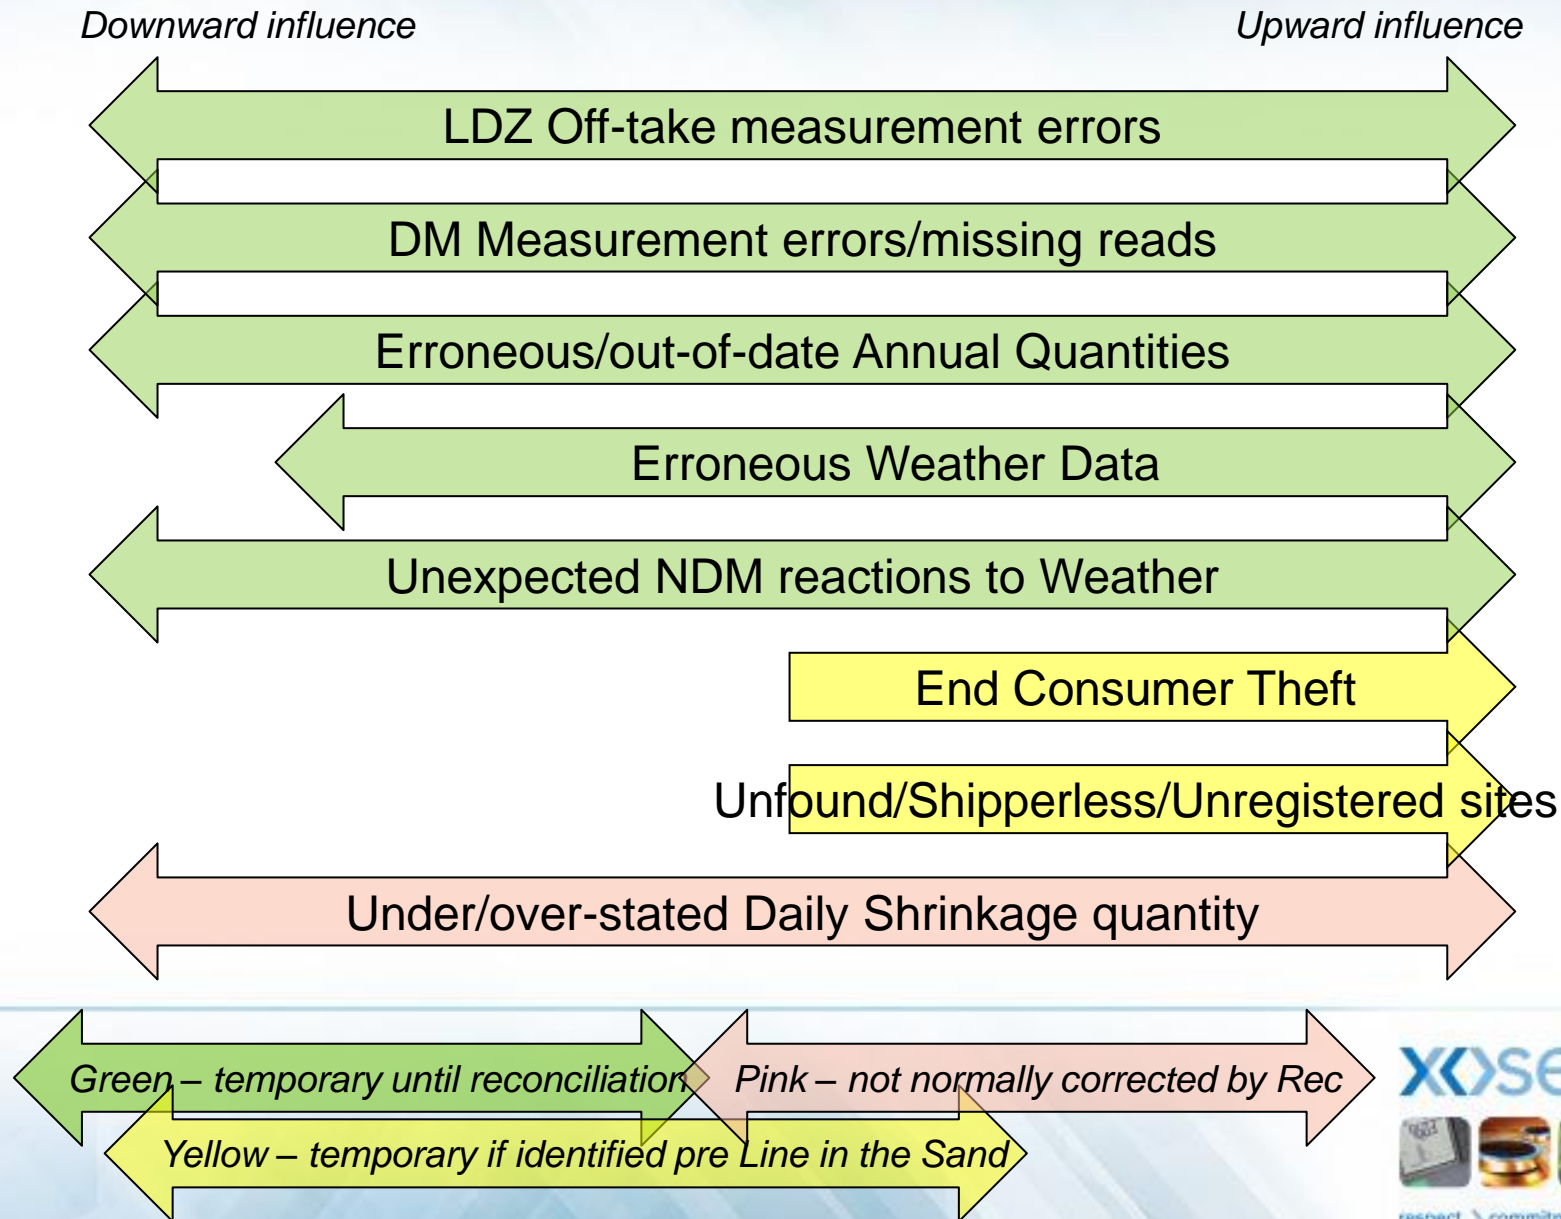 Downward influence
Upward influence
LDZ Off-take measurement errors
DM Measurement errors/missing reads
Erroneous/out-of-date Annual Quantities
Erroneous Weather Data
Unexpected NDM reactions to Weather
End Consumer Theft
Unfound/Shipperless/Unregistered sites
Under/over-stated Daily Shrinkage quantity
Green – temporary until reconciliation
Pink – not normally corrected by Rec
Yellow – temporary if identified pre Line in the Sand
xose
respect > commitm